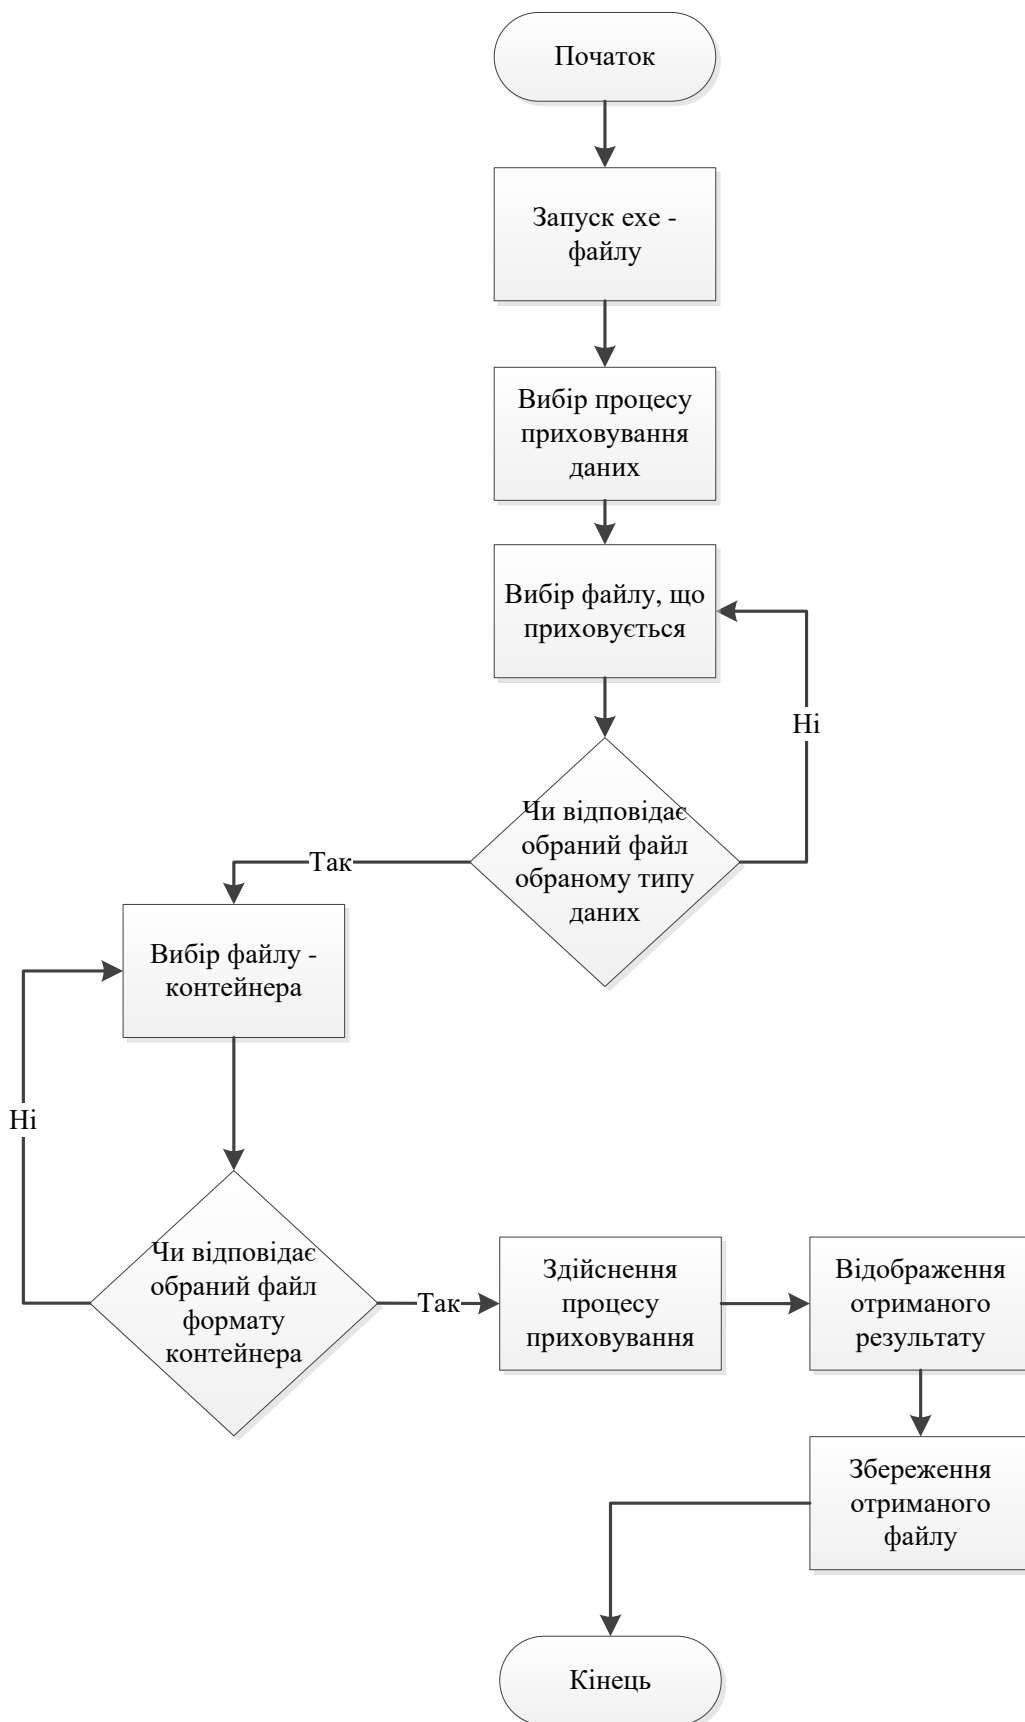 Початок
Запуск exe -
файлу
Вибір процесу
приховування
даних
Вибір файлу, що
приховується
Ні
Чи відповідає
обраний файл
обраному типу
даних
Так
Вибір файлу -
контейнера
Ні
Чи відповідає
обраний файл
формату
контейнера
Так
Здійснення
процесу
приховування
Відображення
отриманого
результату
Збереження
отриманого
файлу
Кінець